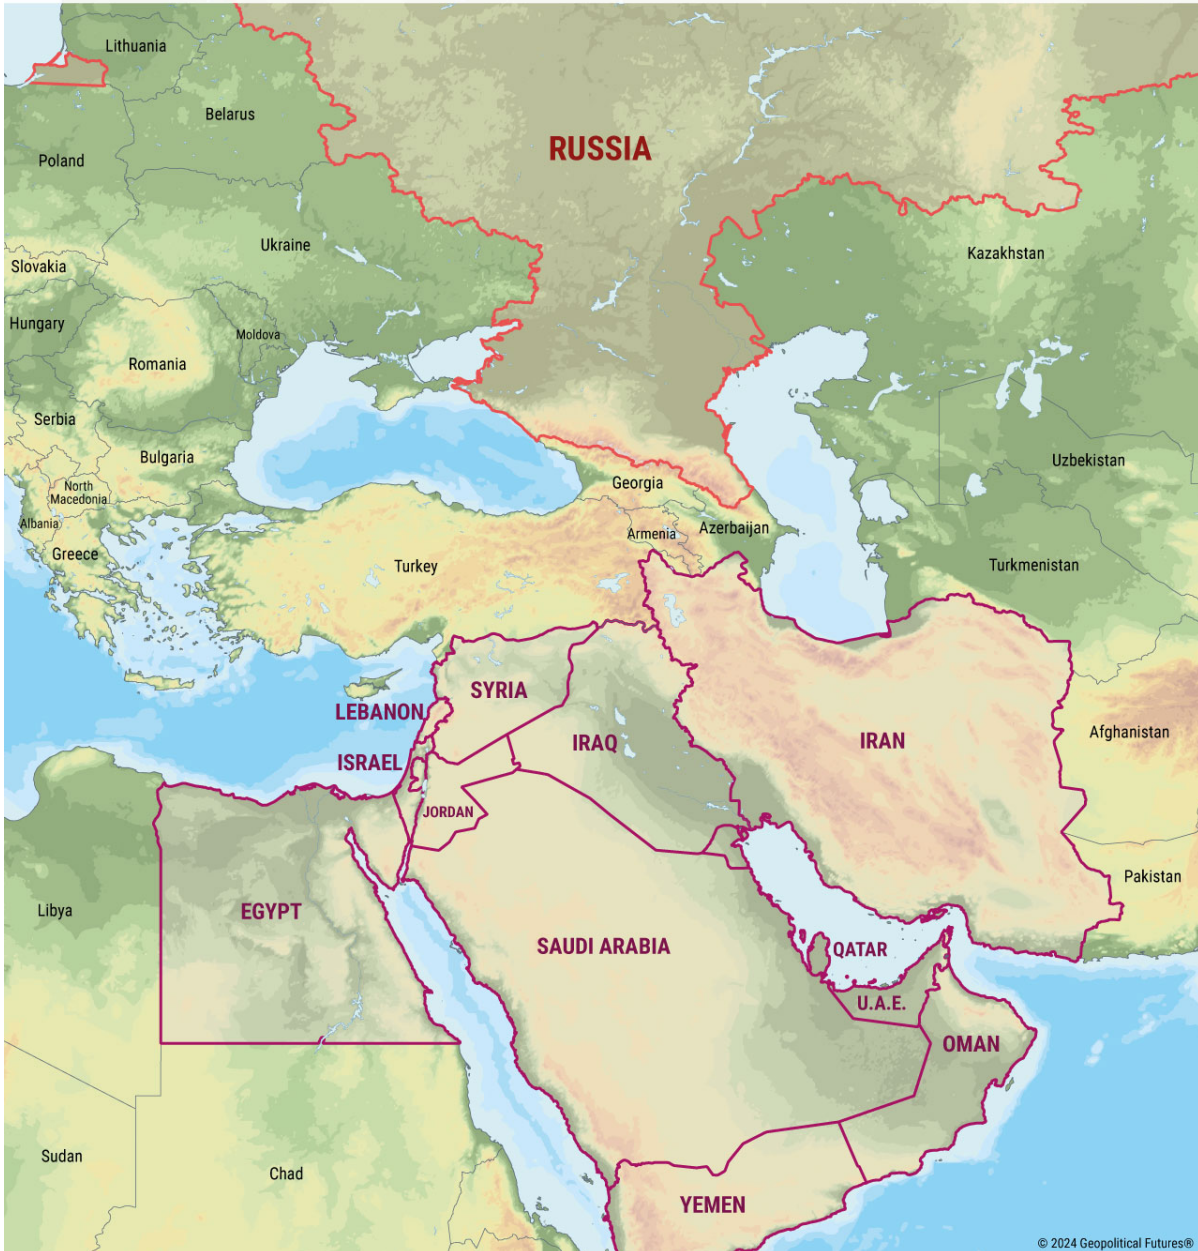 Lithuania
Belarus
RUSSIA
Poland
Ukraine
Kazakhstan
Slovakia
Hungary
Moldova
Romania
Serbia
Bulgaria
Uzbekistan
North
Macedonia
Georgia
Albania
Azerbaijan
Armenia
Greece
Turkey
Turkmenistan
SYRIA
LEBANON
Afghanistan
IRAQ
IRAN
ISRAEL
JORDAN
Pakistan
Libya
EGYPT
SAUDI ARABIA
QATAR
U.A.E.
OMAN
Sudan
Chad
YEMEN
© 2024 Geopolitical Futures®